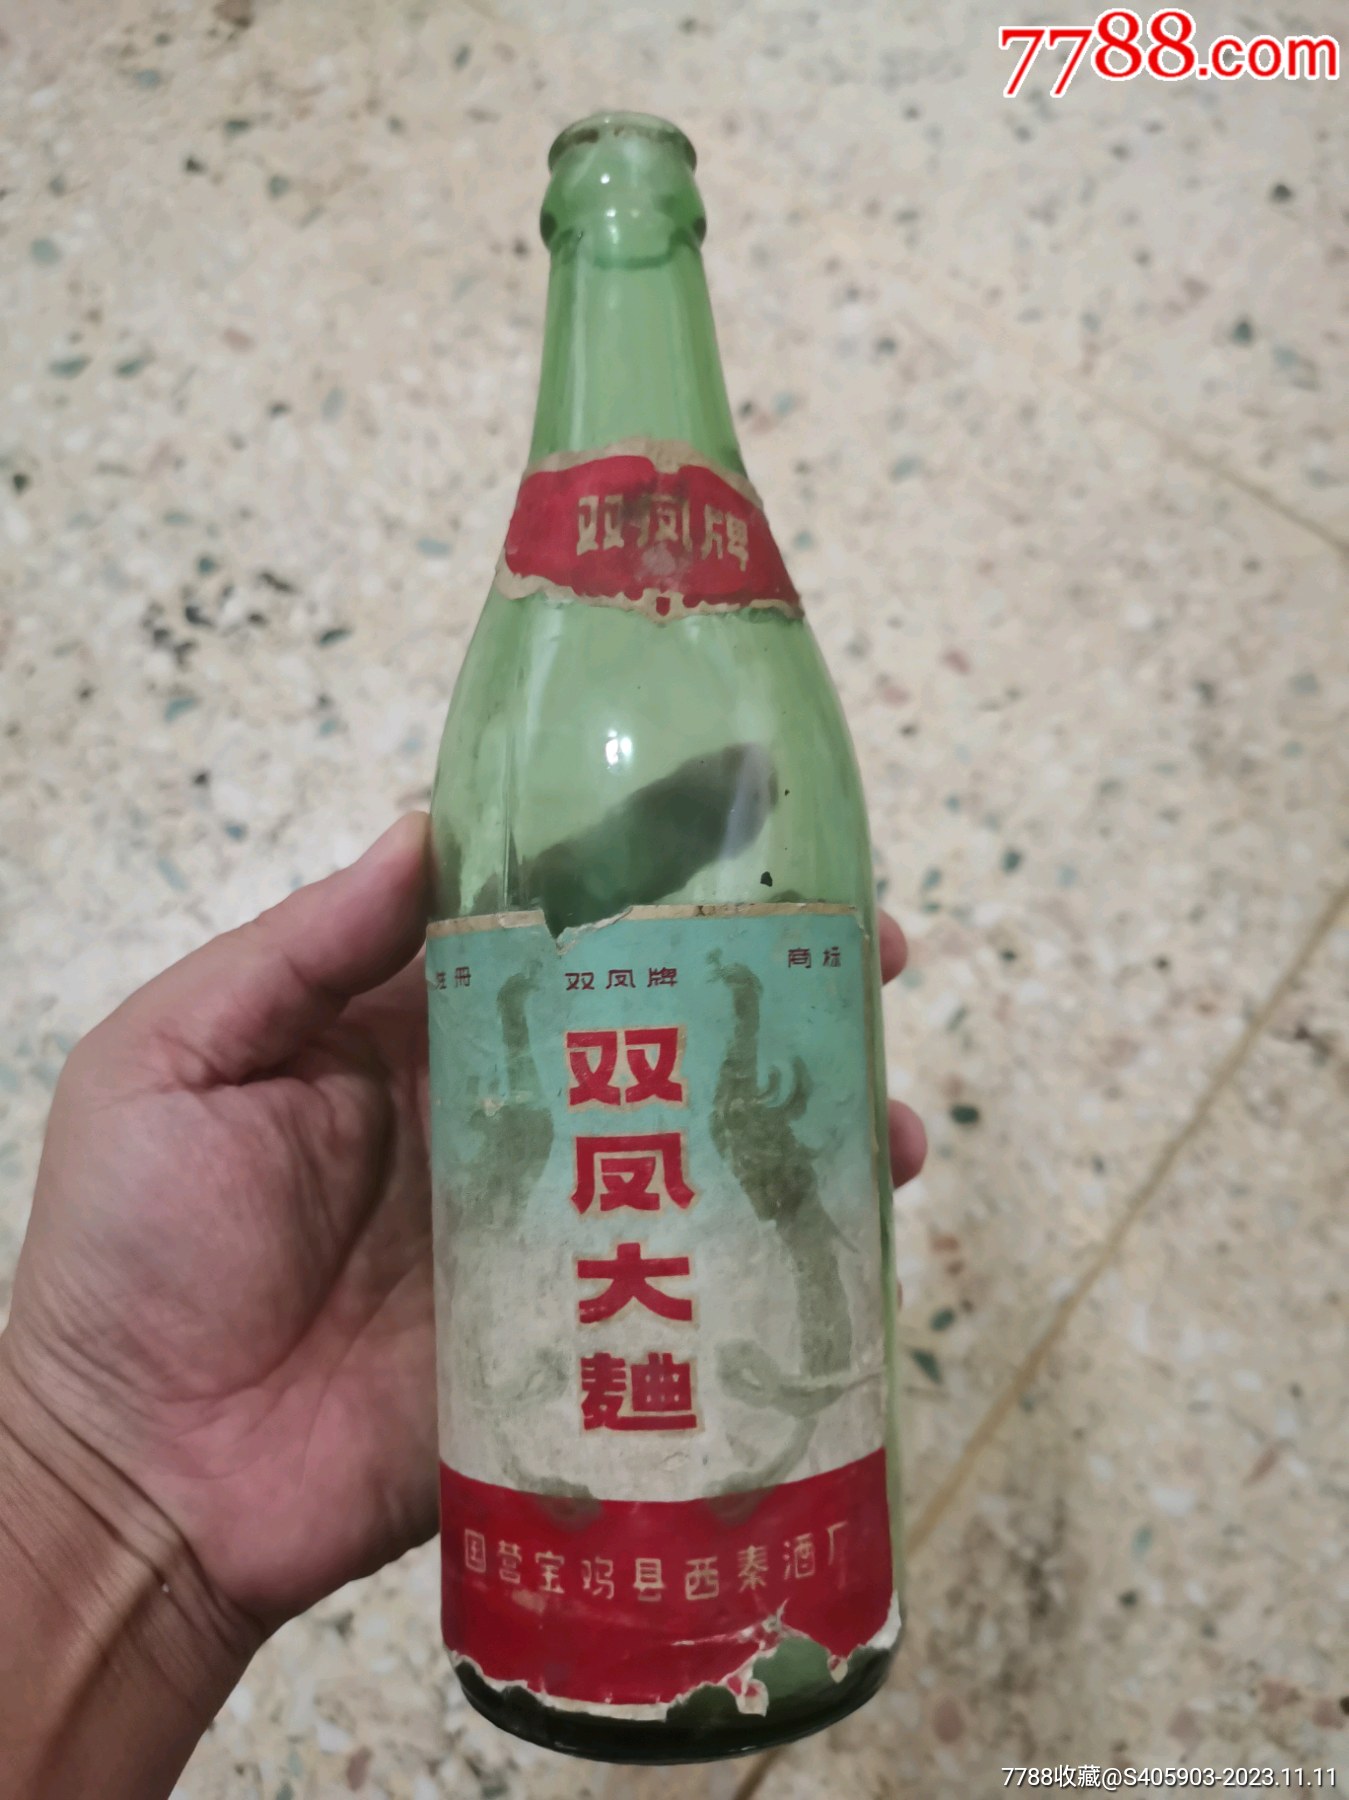 7788.com
双凤牌
注册
双凤牌
商标
双
凤
大
麯
国营宝鸡县西秦酒厂
7788收藏@S405903-2023.11.11